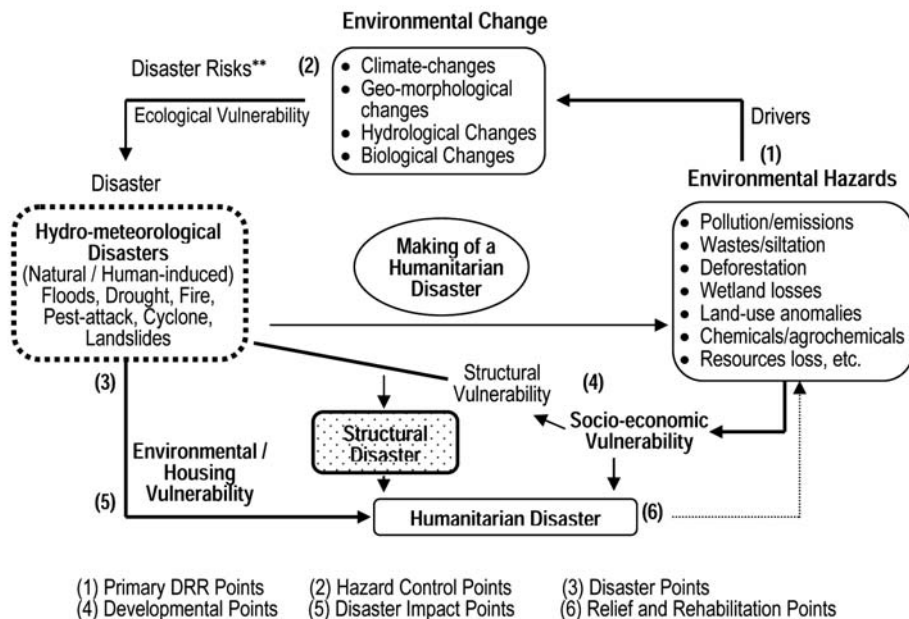 Environmental Change
Disaster Risks**
(2)
• Climate-changes
• Geo-morphological
changes
• Hydrological Changes
• Biological Changes
Ecological Vulnerability
Drivers
(1)
Environmental Hazards
Disaster
Hydro-meteorological
Disasters
(Natural / Human-induced)
Floods, Drought, Fire,
Pest-attack, Cyclone,
Landslides
Making of a
Humanitarian
Disaster
• Pollution/emissions
• Wastes/siltation
• Deforestation
• Wetland losses
• Land-use anomalies
• Chemicals/agrochemicals
• Resources loss, etc.
(3)
Structural
Vulnerability
(4)
Socio-economic
Vulnerability
Structural
Disaster
Environmental /
Housing
Vulnerability
(5)
Humanitarian Disaster
(6)
(1) Primary DRR Points
(2) Hazard Control Points
(3) Disaster Points
(4) Developmental Points
(5) Disaster Impact Points
(6) Relief and Rehabilitation Points